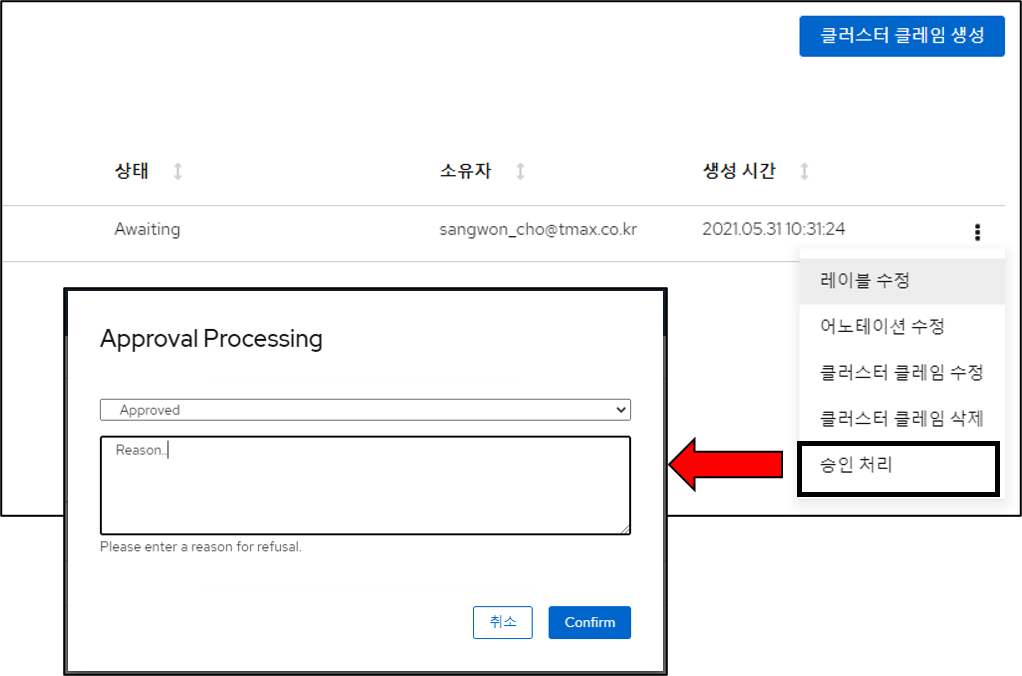 클러스터 클레임 생성
상태 소유자 생성 시간
Awaiting sangwon_cho@tmax.co.kr 2021.05.31 10:31:24
레이블 수정
어노테이션 수정
클러스터 클레임 수정
클러스터 클레임 삭제
승인 처리
Approval Processing
Approved
Reason..
Please enter a reason for refusal.
취소 Confirm